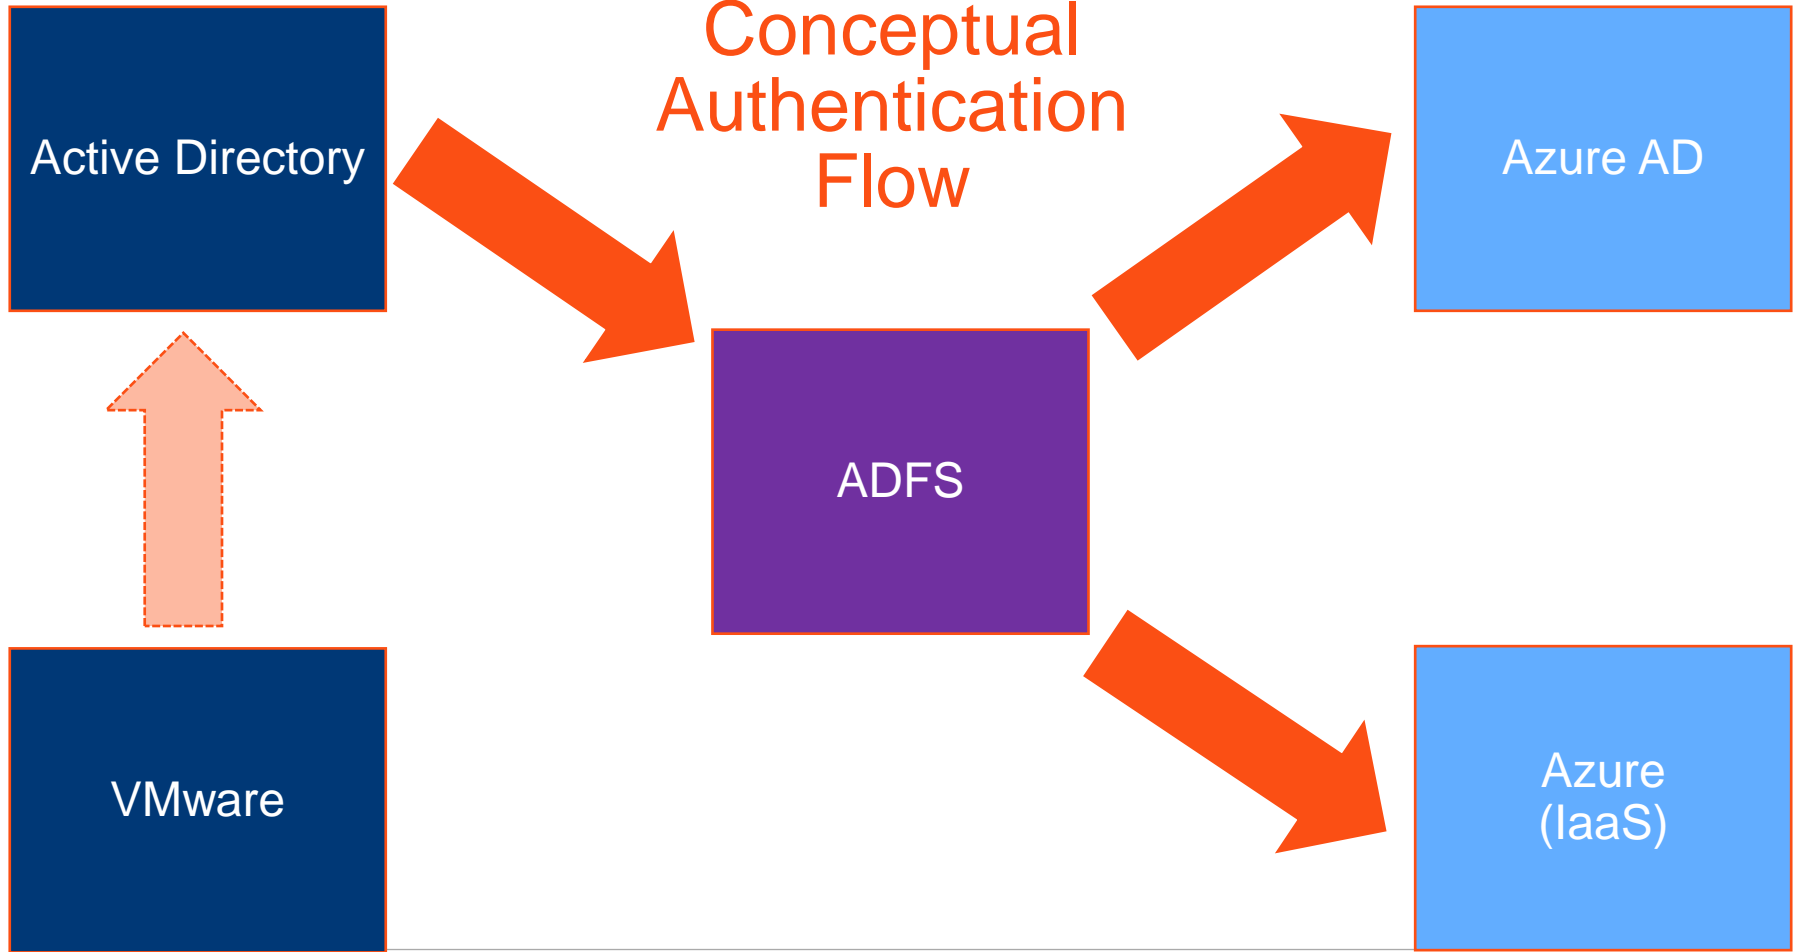 Conceptual
Authentication
Flow
Active Directory
Azure AD
ADFS
VMware
Azure
(IaaS)